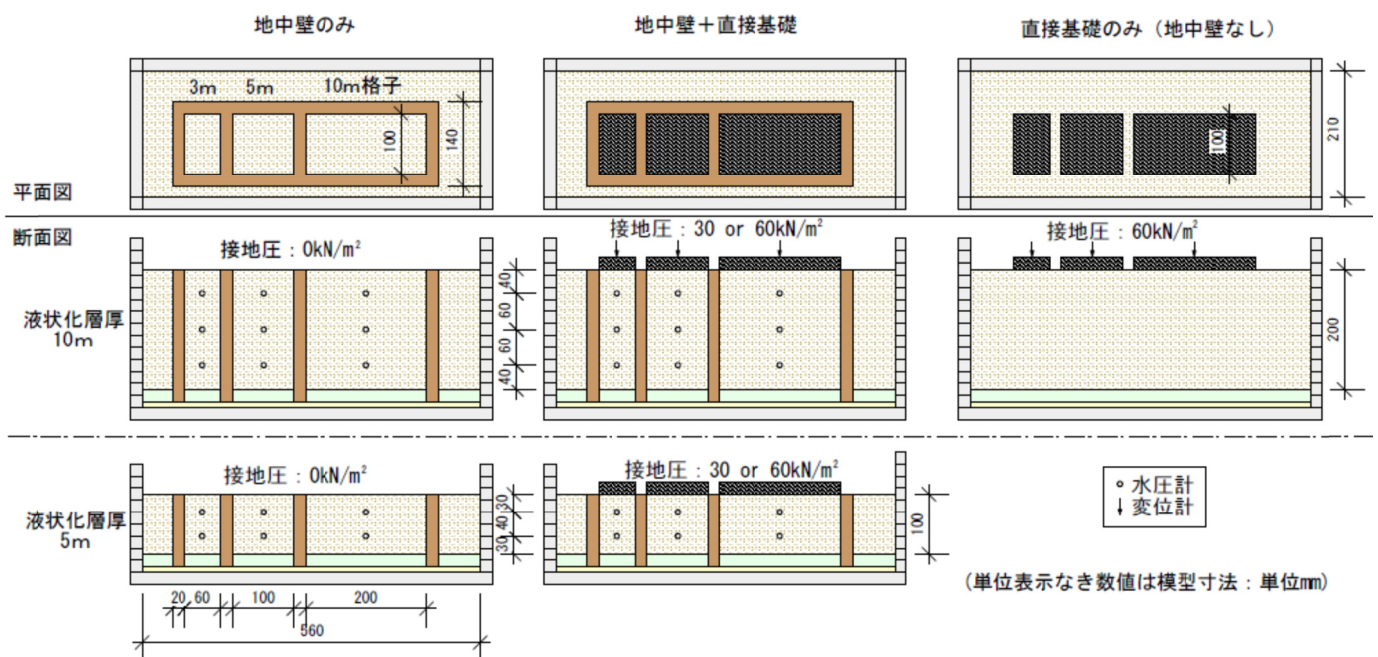 地中壁のみ
地中壁＋直接基礎
直接基礎のみ（地中壁なし）
3m 5m 10m格子
100
140
100
210
平面図
断面図
接地圧：0kN/m²
接地圧：30 or 60kN/m²
接地圧：60kN/m²
液状化層厚
10m
40
60
60
40
200
接地圧：0kN/m²
接地圧：30 or 60kN/m²
液状化層厚
5m
30
40
30
100
水圧計
変位計
（単位表示なき数値は模型寸法：単位mm）
20 60 100 200
560